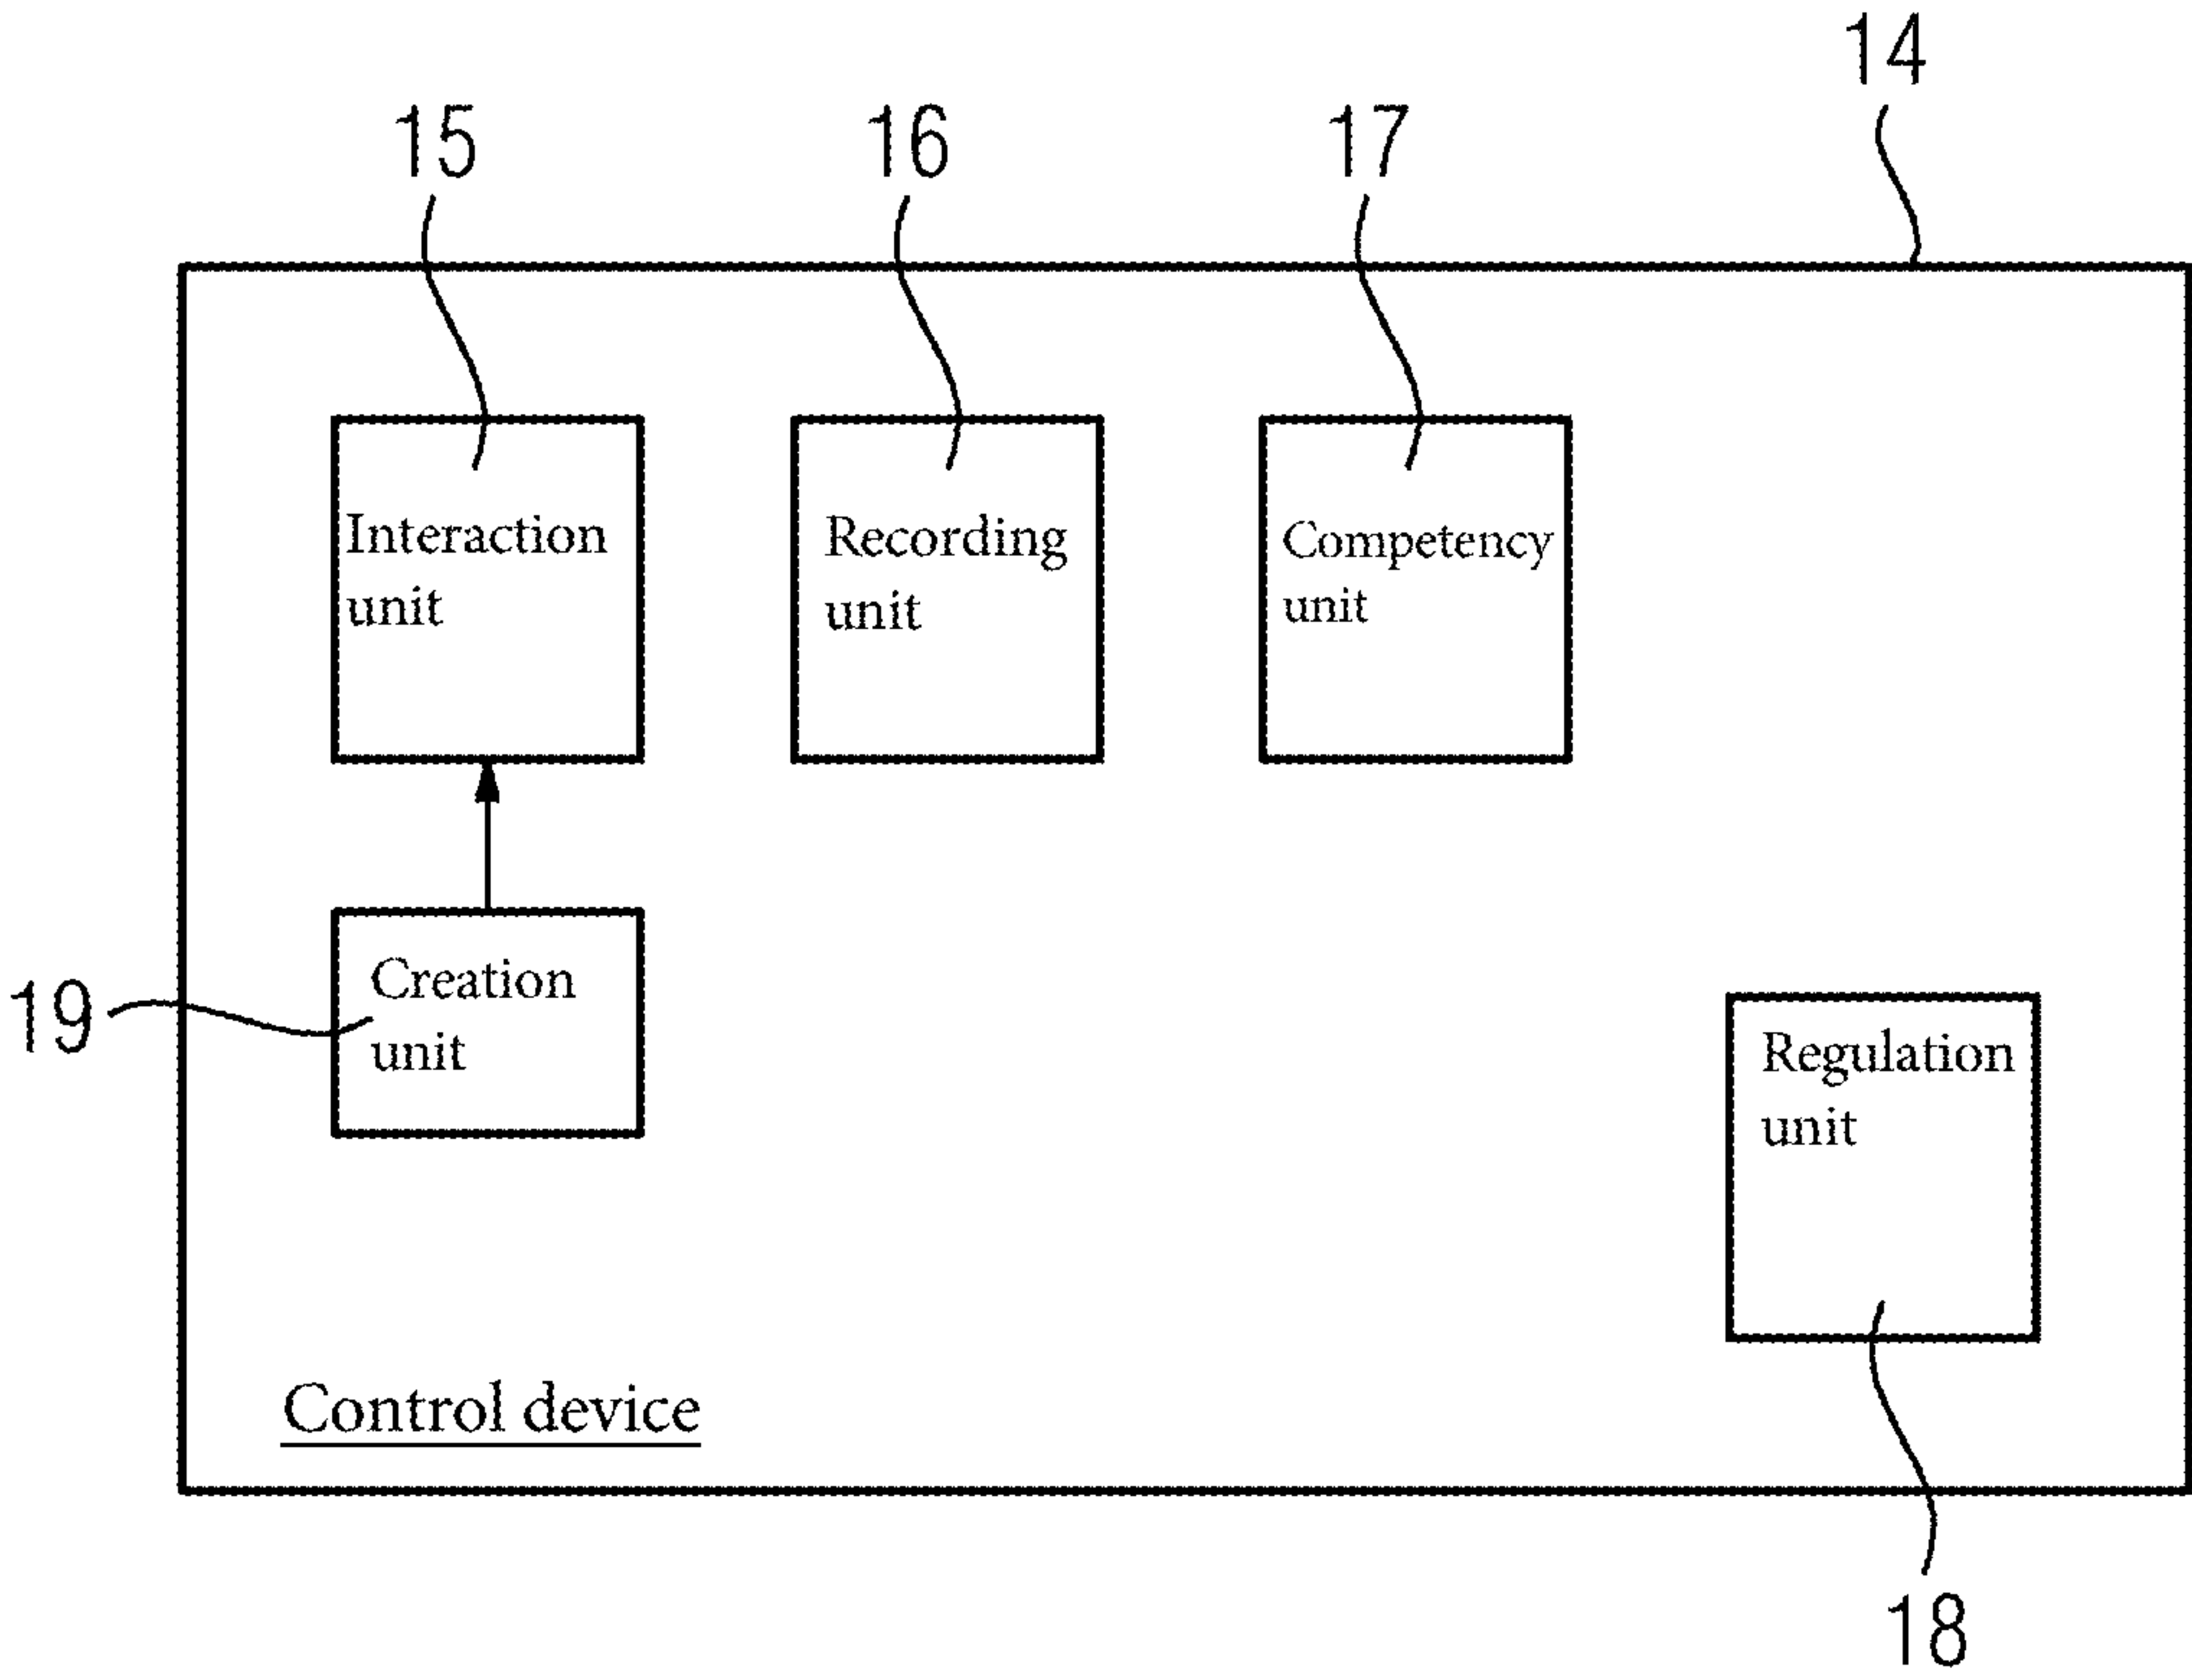 14
15
16
17
Interaction
unit
Recording
unit
Competency
unit
Creation
unit
19
Regulation
unit
Control device
18